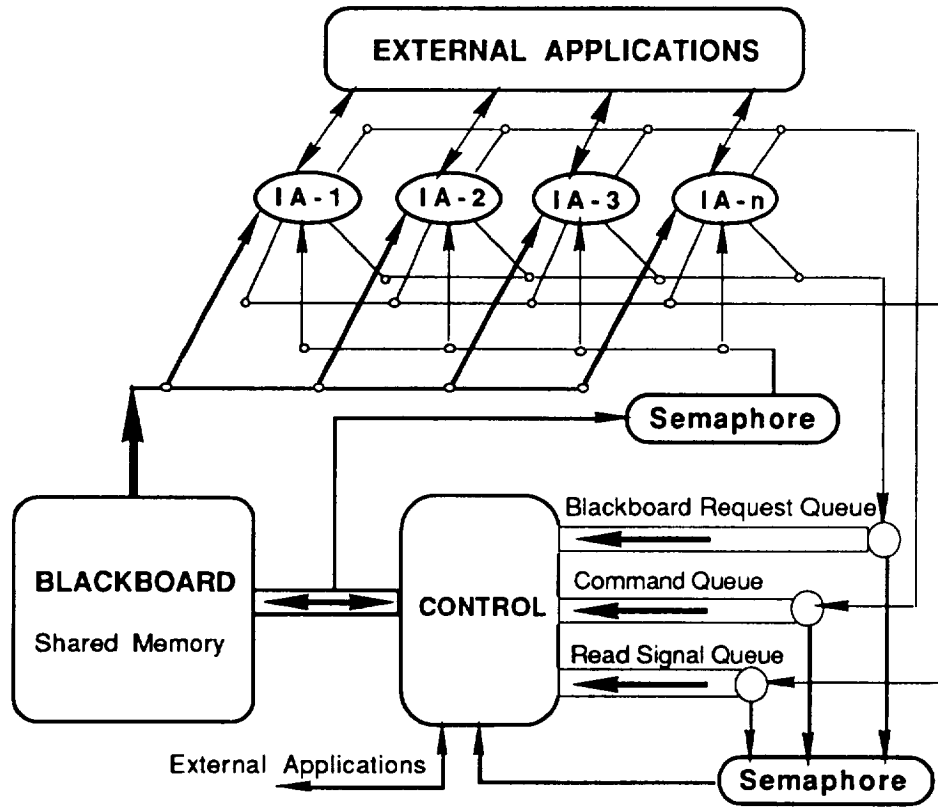 EXTERNAL APPLICATIONS
IA-1
IA-2
IA-3
IA-n
Semaphore
Blackboard Request Queue
BLACKBOARD
Shared Memory
CONTROL
Command Queue
Read Signal Queue
External Applications
Semaphore